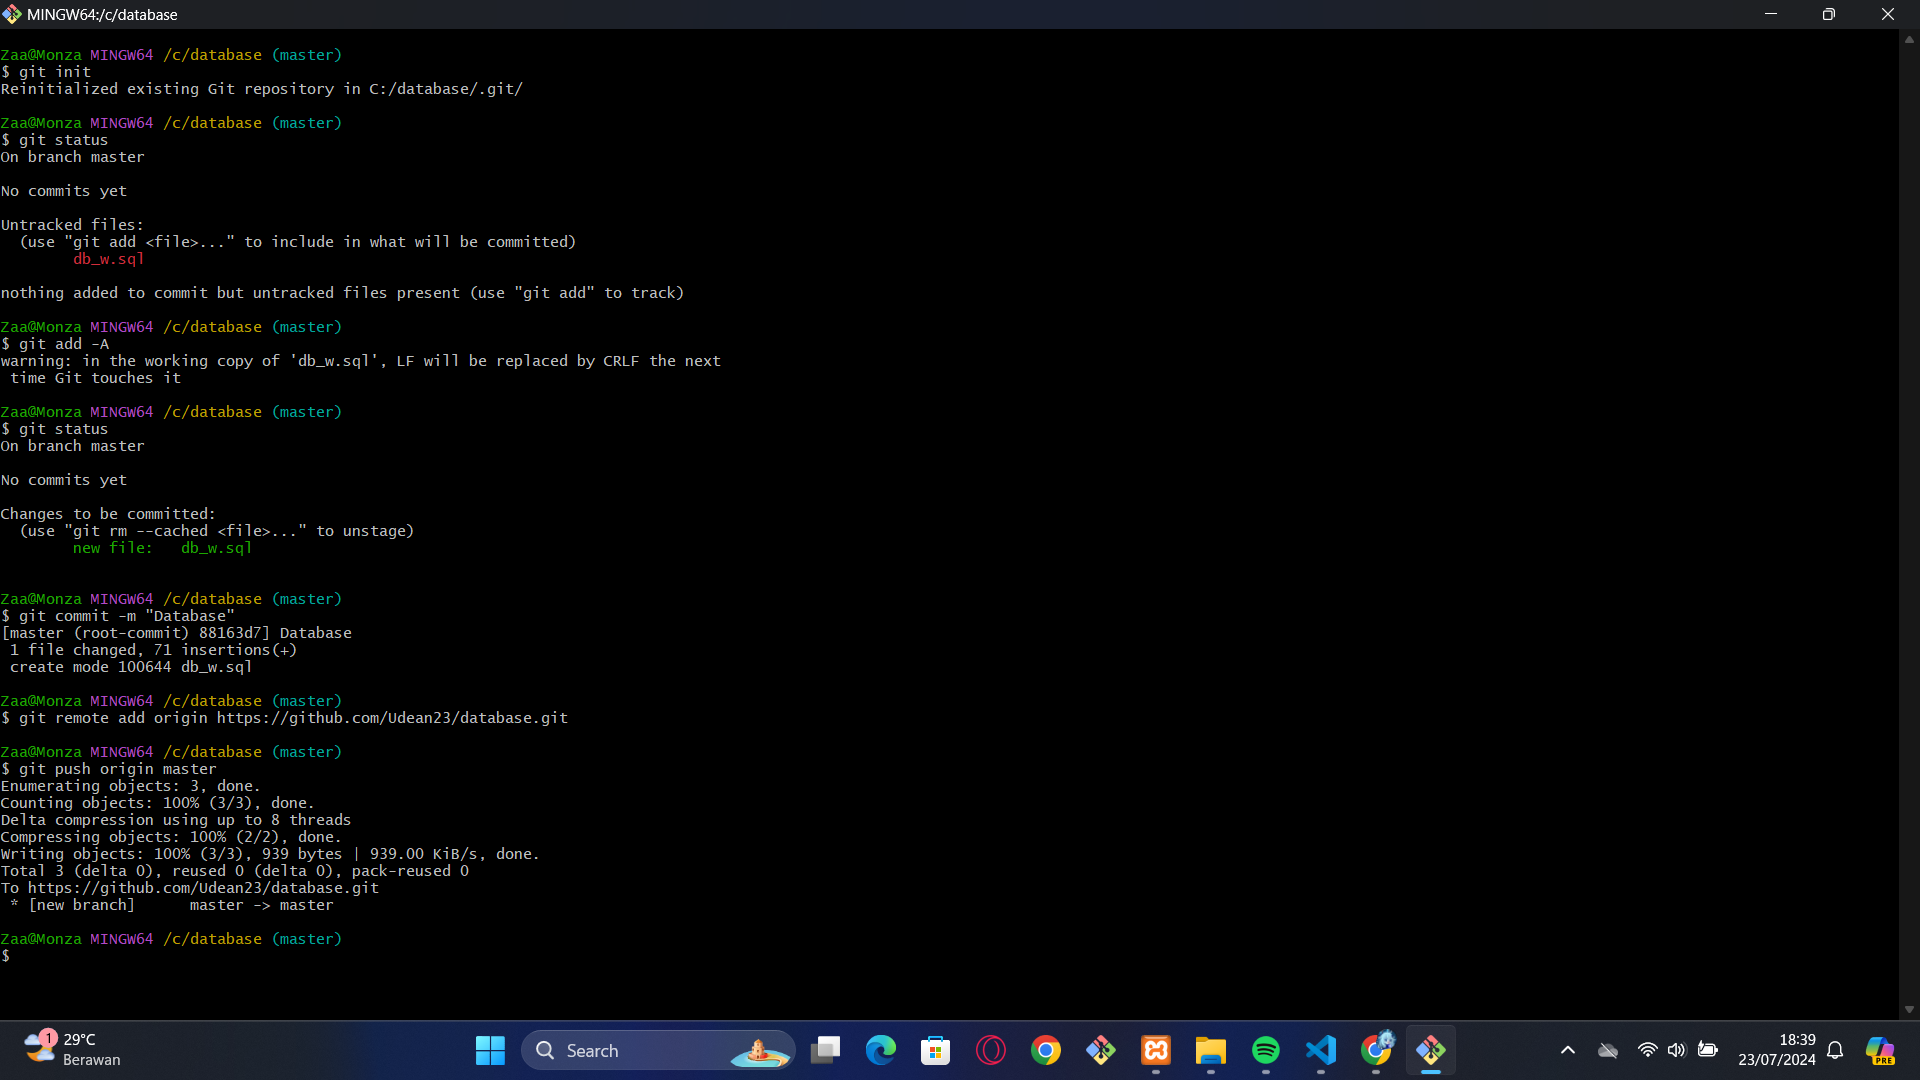 MINGW64:/c/database
Zaa@Monza MINGW64 /c/database (master)
$ git init
Reinitialized existing Git repository in C:/database/.git/
Zaa@Monza MINGW64 /c/database (master)
$ git status
On branch master
No commits yet
Untracked files:
  (use "git add <file>..." to include in what will be committed)
        db_w.sql
nothing added to commit but untracked files present (use "git add" to track)
Zaa@Monza MINGW64 /c/database (master)
$ git add -A
warning: in the working copy of 'db_w.sql', LF will be replaced by CRLF the next
 time Git touches it
Zaa@Monza MINGW64 /c/database (master)
$ git status
On branch master
No commits yet
Changes to be committed:
  (use "git rm --cached <file>..." to unstage)
        new file:   db_w.sql
Zaa@Monza MINGW64 /c/database (master)
$ git commit -m "Database"
[master (root-commit) 88163d7] Database
 1 file changed, 71 insertions(+)
 create mode 100644 db_w.sql
Zaa@Monza MINGW64 /c/database (master)
$ git remote add origin https://github.com/Udean23/database.git
Zaa@Monza MINGW64 /c/database (master)
$ git push origin master
Enumerating objects: 3, done.
Counting objects: 100% (3/3), done.
Delta compression using up to 8 threads
Compressing objects: 100% (2/2), done.
Writing objects: 100% (3/3), 939 bytes | 939.00 KiB/s, done.
Total 3 (delta 0), reused 0 (delta 0), pack-reused 0
To https://github.com/Udean23/database.git
 * [new branch]      master -> master
Zaa@Monza MINGW64 /c/database (master)
$
1
29°C
Berawan
Search
18:39
23/07/2024
PRE